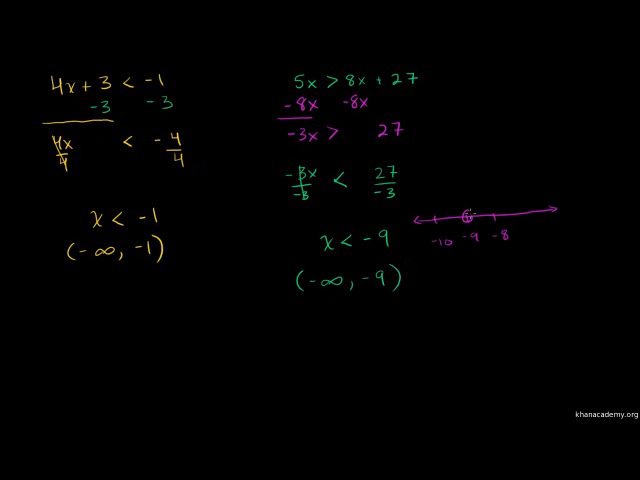 4x + 3 < -1
-3 -3
4x/4 < -4/4
x < -1
(-∞, -1)
5x > 8x + 27
-8x -8x
-3x > 27
-3x/-3 < 27/-3
x < -9
(-∞, -9)
-10 -9 -8
khanacademy.org